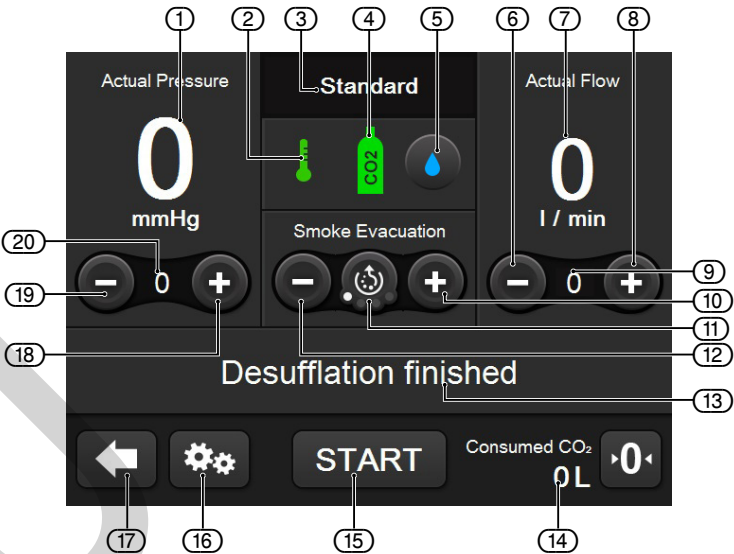 1 2 3 4 5 6 7 8
Actual Pressure
Standard
Actual Flow
0
CO2
0
mmHg
l / min
Smoke Evacuation
20
0
0
9
19
10
11
18
12
Desufflation finished
13
Consumed CO₂
START
0
0 L
17 16 15 14